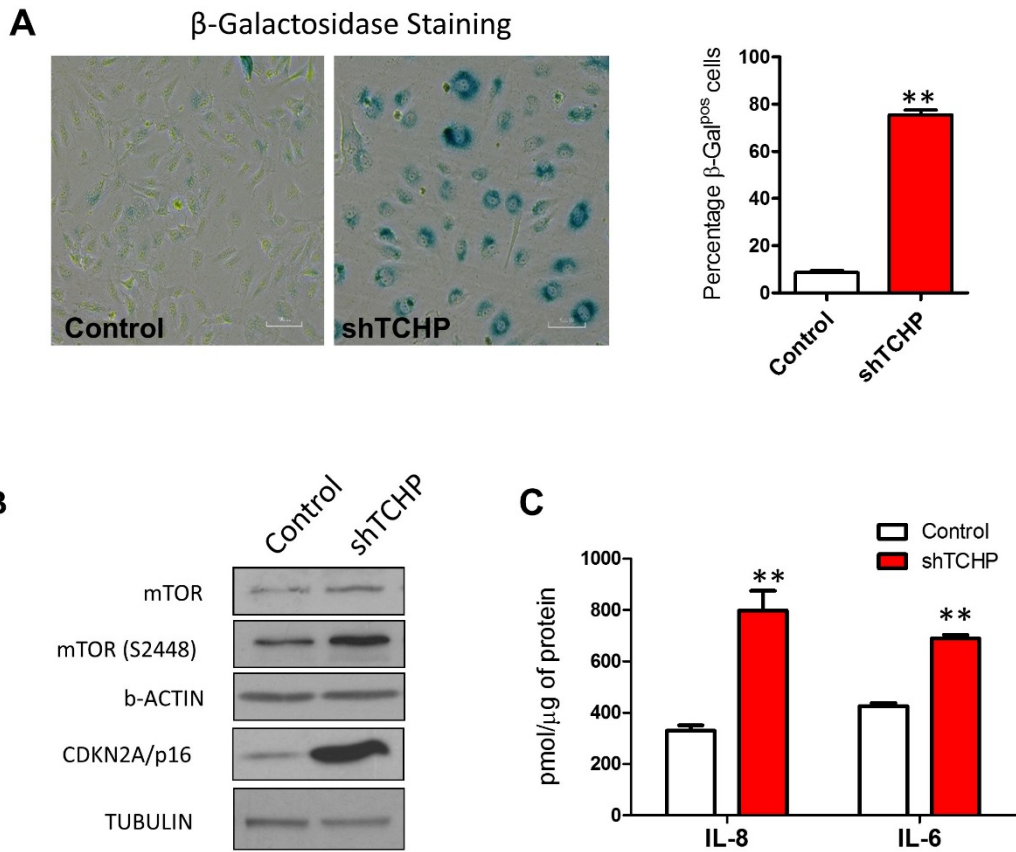 A
β-Galactosidase Staining
Control
shTCHP
Percentage β-Galᵖᵒˢ cells
100
80
60
40
20
0
**
Control
shTCHP
B
Control
shTCHP
mTOR
mTOR (S2448)
b-ACTIN
CDKN2A/p16
TUBULIN
C
Control
shTCHP
pmol/μg of protein
1000
800
600
400
200
0
**
**
IL-8
IL-6